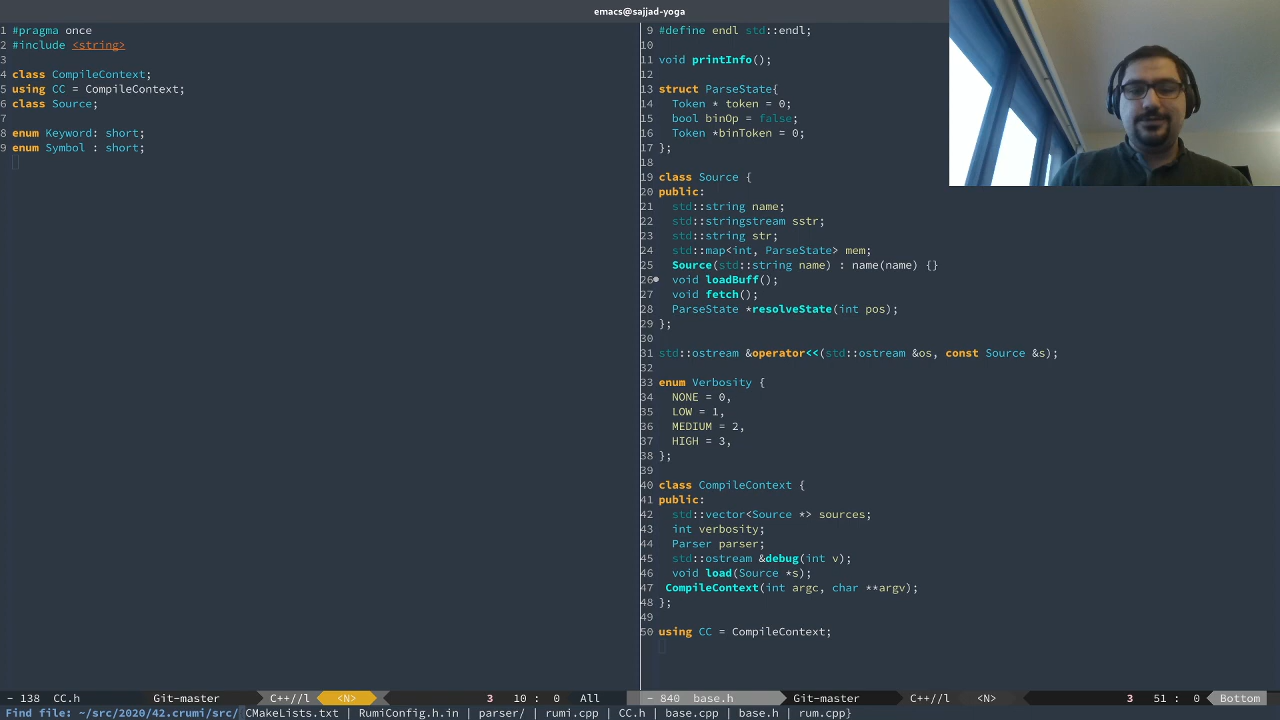 emacs@sajjad-yoga
1 #pragma once
2 #include <string>
3
4 class CompileContext;
5 using CC = CompileContext;
6 class Source;
7
8 enum Keyword: short;
9 enum Symbol : short;
9 #define endl std::endl;
10
11 void printInfo();
12
13 struct ParseState{
14 Token * token = 0;
15 bool binOp = false;
16 Token *binToken = 0;
17 };
18
19 class Source {
20 public:
21 std::string name;
22 std::stringstream sstr;
23 std::string str;
24 std::map<int, ParseState> mem;
25 Source(std::string name) : name(name) {}
26 void loadBuff();
27 void fetch();
28 ParseState *resolveState(int pos);
29 };
30
31 std::ostream &operator<<(std::ostream &os, const Source &s);
32
33 enum Verbosity {
34 NONE = 0,
35 LOW = 1,
36 MEDIUM = 2,
37 HIGH = 3,
38 };
39
40 class CompileContext {
41 public:
42 std::vector<Source *> sources;
43 int verbosity;
44 Parser parser;
45 std::ostream &debug(int v);
46 void load(Source *s);
47 CompileContext(int argc, char **argv);
48 };
49
50 using CC = CompileContext;
- 138 CC.h Git-master C++//l <N> 3 10 : 0 All
- 840 base.h Git-master C++//l <N> 3 51 : 0 Bottom
Find file: ~/src/2020/42.crumi/src/{CMakeLists.txt | RumiConfig.h.in | parser/ | rumi.cpp | CC.h | base.cpp | base.h | rum.cpp}